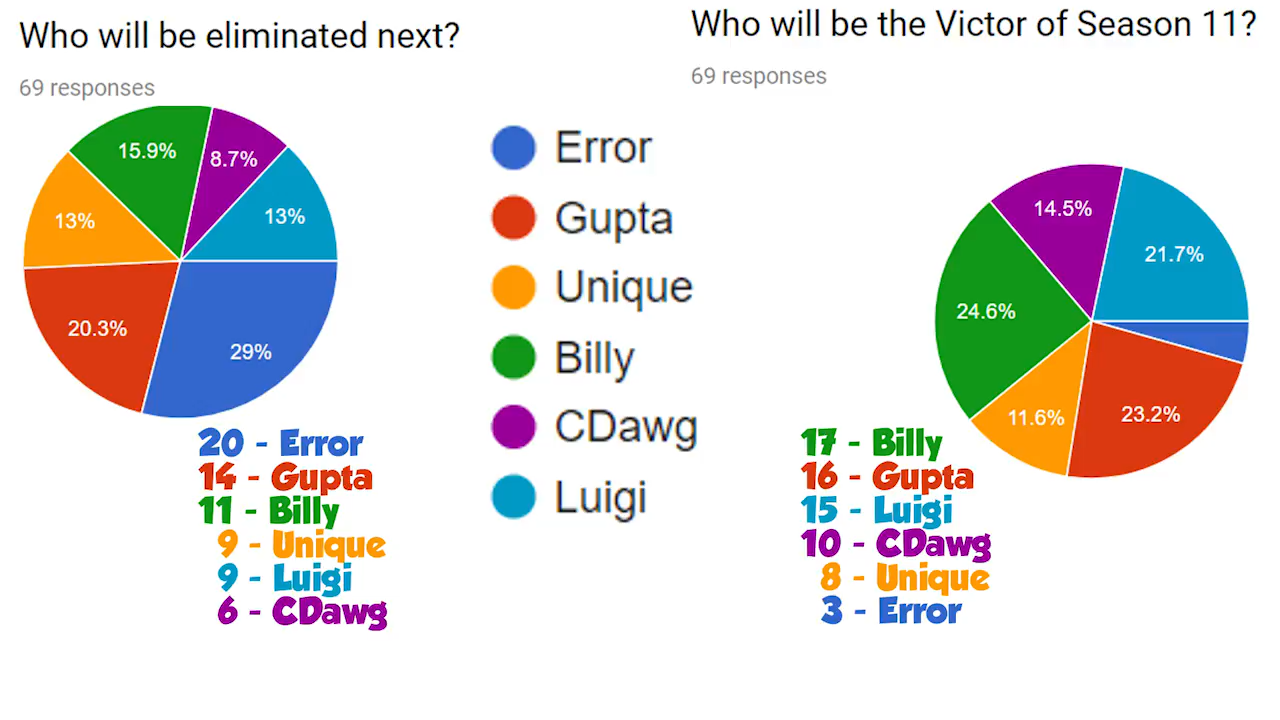 Who will be eliminated next?
69 responses
15.9%
8.7%
13%
13%
20.3%
29%
20 - Error
14 - Gupta
11 - Billy
9 - Unique
9 - Luigi
6 - CDawg
Error
Gupta
Unique
Billy
CDawg
Luigi
Who will be the Victor of Season 11?
69 responses
14.5%
21.7%
24.6%
11.6%
23.2%
17 - Billy
16 - Gupta
15 - Luigi
10 - CDawg
8 - Unique
3 - Error